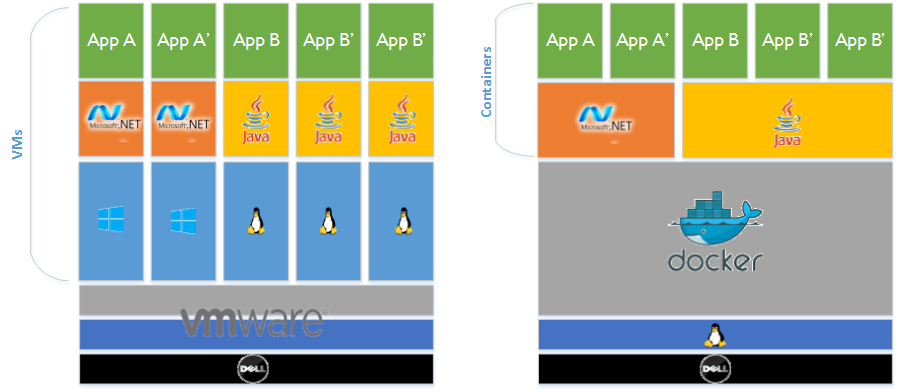 VMs
App A
App A’
App B
App B’
App B’
Microsoft .NET
Microsoft .NET
Java
Java
Java
vmware
DELL
Containers
App A
App A’
App B
App B’
App B’
Microsoft .NET
Java
docker
DELL